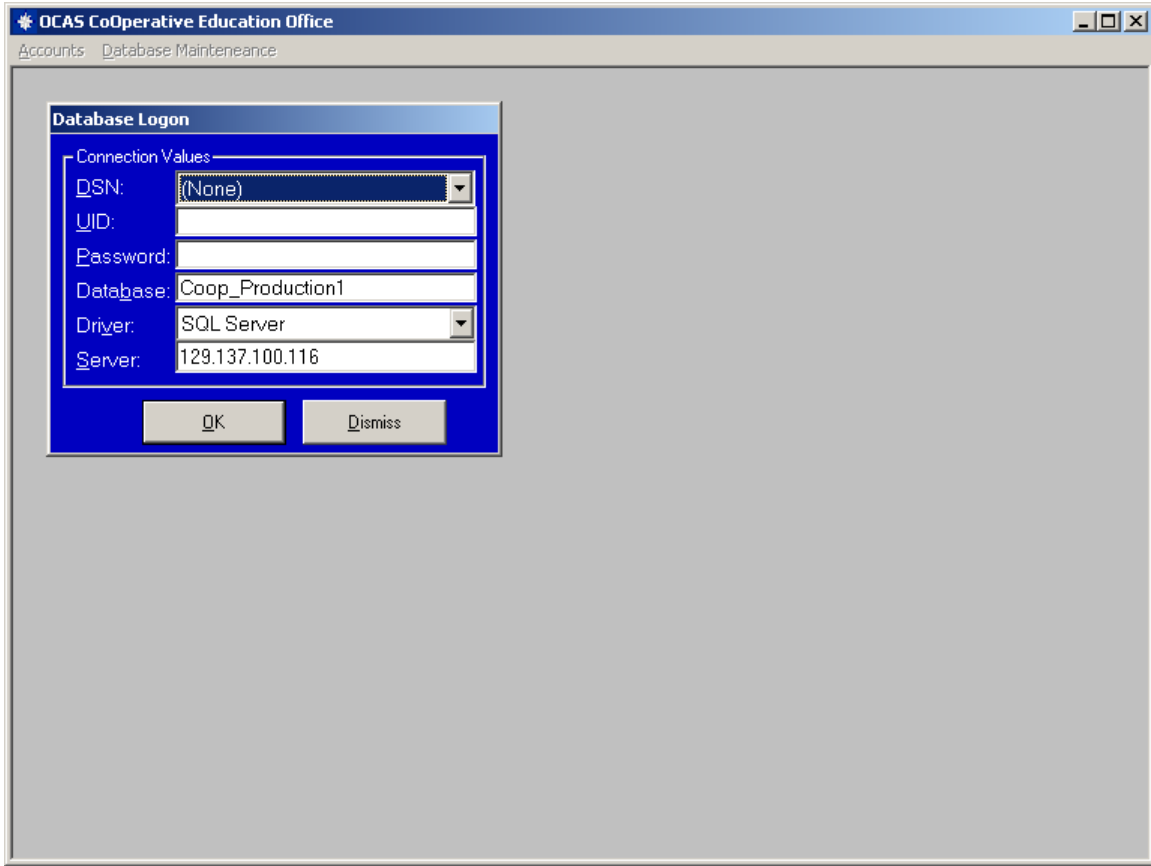 OCAS CoOperative Education Office
Accounts Database Mainteneance
Database Logon
Connection Values
DSN: (None)
UID:
Password:
Database: Coop_Production1
Driver: SQL Server
Server: 129.137.100.116
OK Dismiss